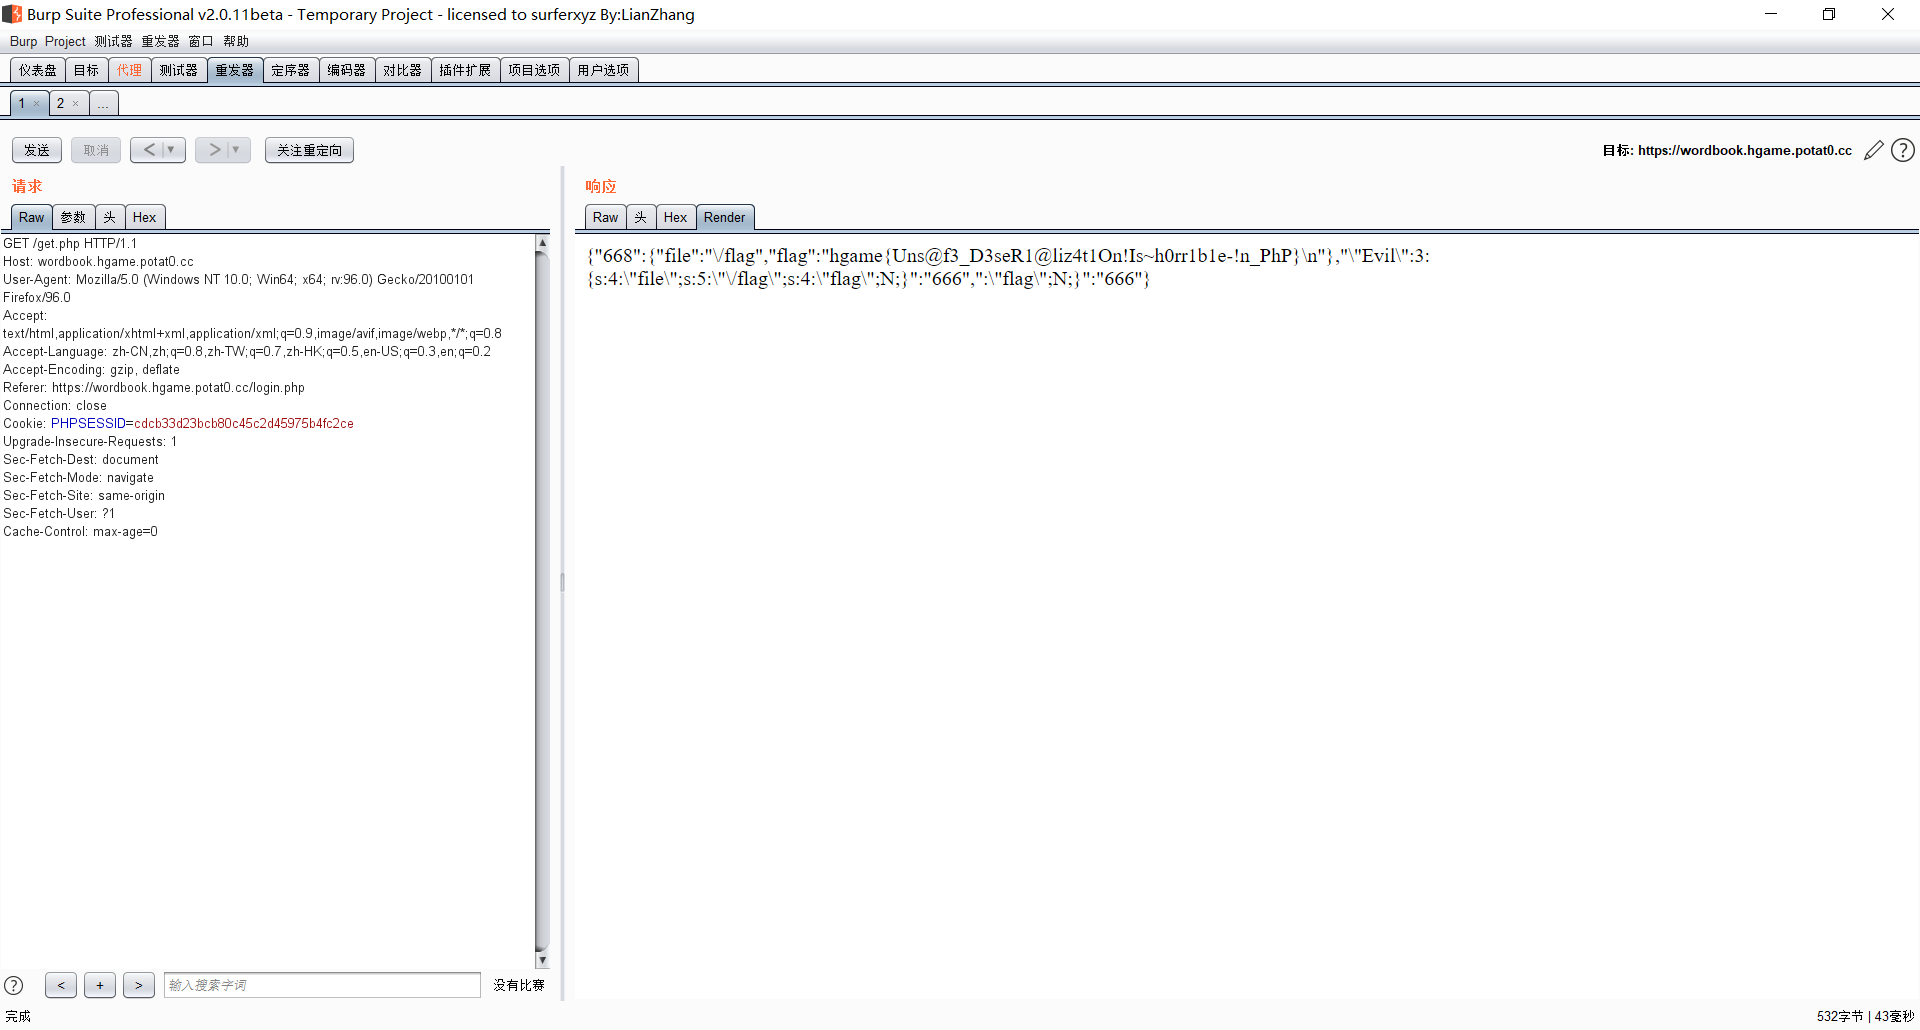 Burp Suite Professional v2.0.11beta - Temporary Project - licensed to surferxyz By:LianZhang
Burp Project 测试器 重发器 窗口 帮助
仪表盘 目标 代理 测试器 重发器 定序器 编码器 对比器 插件扩展 项目选项 用户选项
1 × 2 × ...
发送 取消 < | ▼ > | ▼ 关注重定向 目标: https://wordbook.hgame.potat0.cc ?
请求
Raw 参数 头 Hex
GET /get.php HTTP/1.1
Host: wordbook.hgame.potat0.cc
User-Agent: Mozilla/5.0 (Windows NT 10.0; Win64; x64; rv:96.0) Gecko/20100101
Firefox/96.0
Accept:
text/html,application/xhtml+xml,application/xml;q=0.9,image/avif,image/webp,*/*;q=0.8
Accept-Language: zh-CN,zh;q=0.8,zh-TW;q=0.7,zh-HK;q=0.5,en-US;q=0.3,en;q=0.2
Accept-Encoding: gzip, deflate
Referer: https://wordbook.hgame.potat0.cc/login.php
Connection: close
Cookie: PHPSESSID=cdcb33d23bcb80c45c2d45975b4fc2ce
Upgrade-Insecure-Requests: 1
Sec-Fetch-Dest: document
Sec-Fetch-Mode: navigate
Sec-Fetch-Site: same-origin
Sec-Fetch-User: ?1
Cache-Control: max-age=0
? < + > 输入搜索字词 没有比赛
响应
Raw 头 Hex Render
{"668":{"file":"\/flag","flag":"hgame{Uns@f3_D3seR1@liz4t1On!Is~h0rr1b1e-!n_PhP}\n"},"\"Evil\":3:
{s:4:\"file\";s:5:\"\/flag\";s:4:\"flag\";N;}":"666",":\"flag\";N;}":"666"}
完成 532字节 | 43毫秒